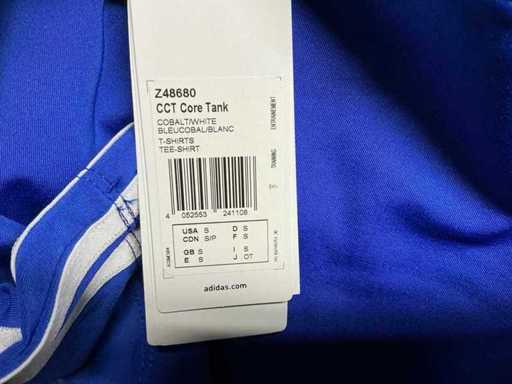 Z48680
CCT Core Tank
COBALT/WHITE
BLEUCOBAL/BLANC
T-SHIRTS
TEE-SHIRT
TRAINING
ENTRAINEMENT
4 052553 241108
USA S D S
CDN S/P F S
GB S I S
E S J OT
adidas.com